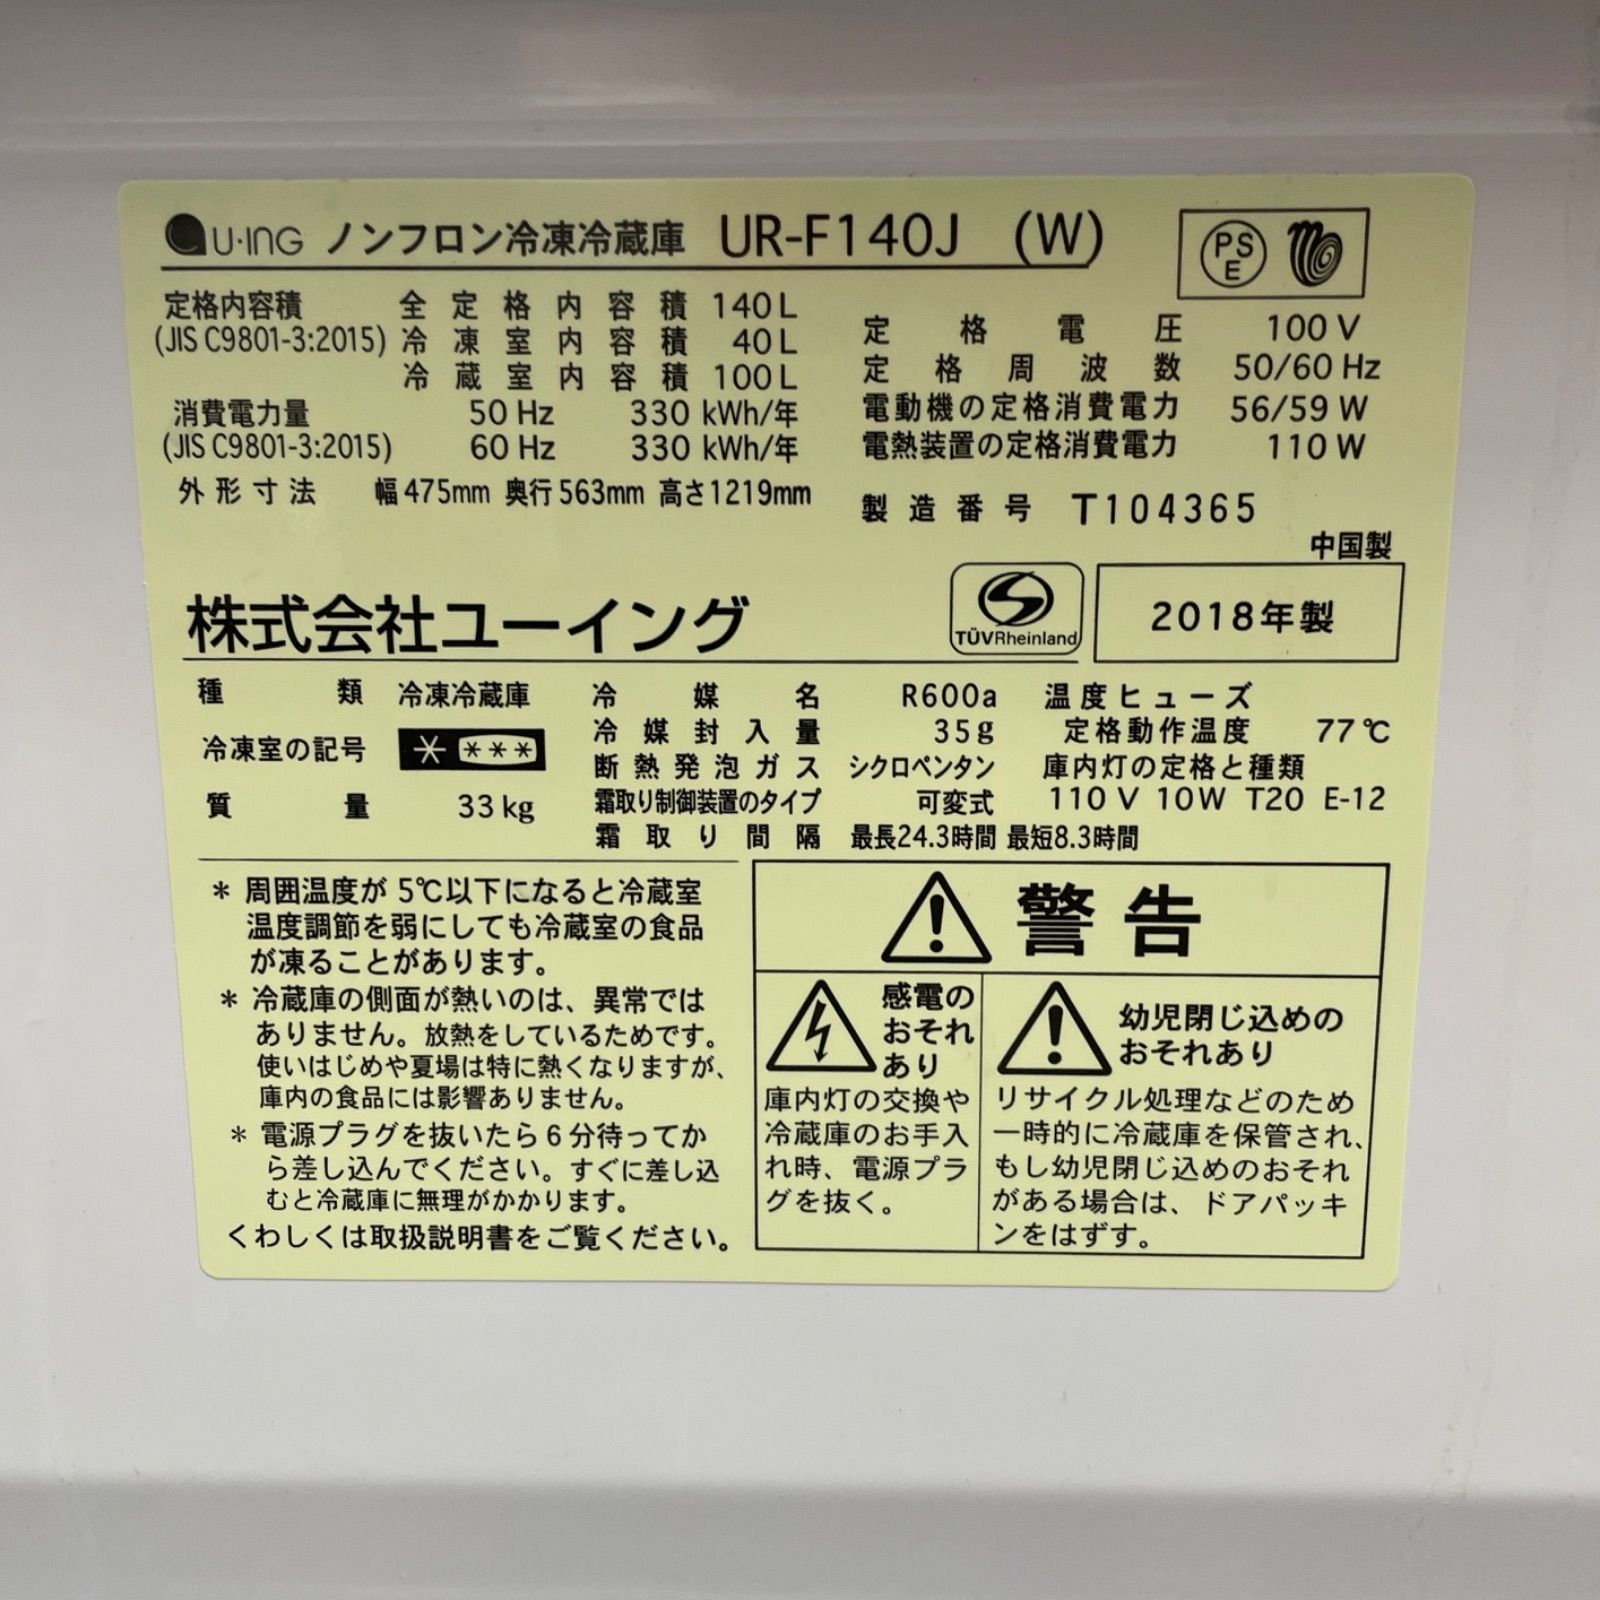 U·ING ノンフロン冷凍冷蔵庫 UR-F140J (W)
PS
E
定格内容積 全定格内容積 140L
(JIS C9801-3:2015) 冷凍室内容積 40L
冷蔵室内容積 100L
消費電力量 50 Hz 330 kWh/年
(JIS C9801-3:2015) 60 Hz 330 kWh/年
外形寸法 幅475mm 奥行563mm 高さ1219mm
定格電圧 100 V
定格周波数 50/60 Hz
電動機の定格消費電力 56/59 W
電熱装置の定格消費電力 110 W
製造番号 T104365
中国製
株式会社ユーイング
TÜVRheinland
2018年製
種類 冷凍冷蔵庫
冷凍室の記号 * ***
質量 33kg
冷媒名 R600a
冷媒封入量 35g
断熱発泡ガス シクロペンタン
霜取り制御装置のタイプ 可変式
霜取り間隔 最長24.3時間 最短8.3時間
温度ヒューズ
定格動作温度 77℃
庫内灯の定格と種類
110V 10W T20 E-12
* 周囲温度が5℃以下になると冷蔵室
温度調節を弱にしても冷蔵室の食品
が凍ることがあります。
* 冷蔵庫の側面が熱いのは、異常では
ありません。放熱をしているためです。
使いはじめや夏場は特に熱くなりますが、
庫内の食品には影響ありません。
* 電源プラグを抜いたら6分待ってか
ら差し込んでください。すぐに差し込
むと冷蔵庫に無理がかかります。
くわしくは取扱説明書をご覧ください。
警告
感電の
おそれ
あり
庫内灯の交換や
冷蔵庫のお手入
れ時、電源プラ
グを抜く。
幼児閉じ込めの
おそれあり
リサイクル処理などのため
一時的に冷蔵庫を保管され、
もし幼児閉じ込めのおそれ
がある場合は、ドアパッキ
ンをはずす。